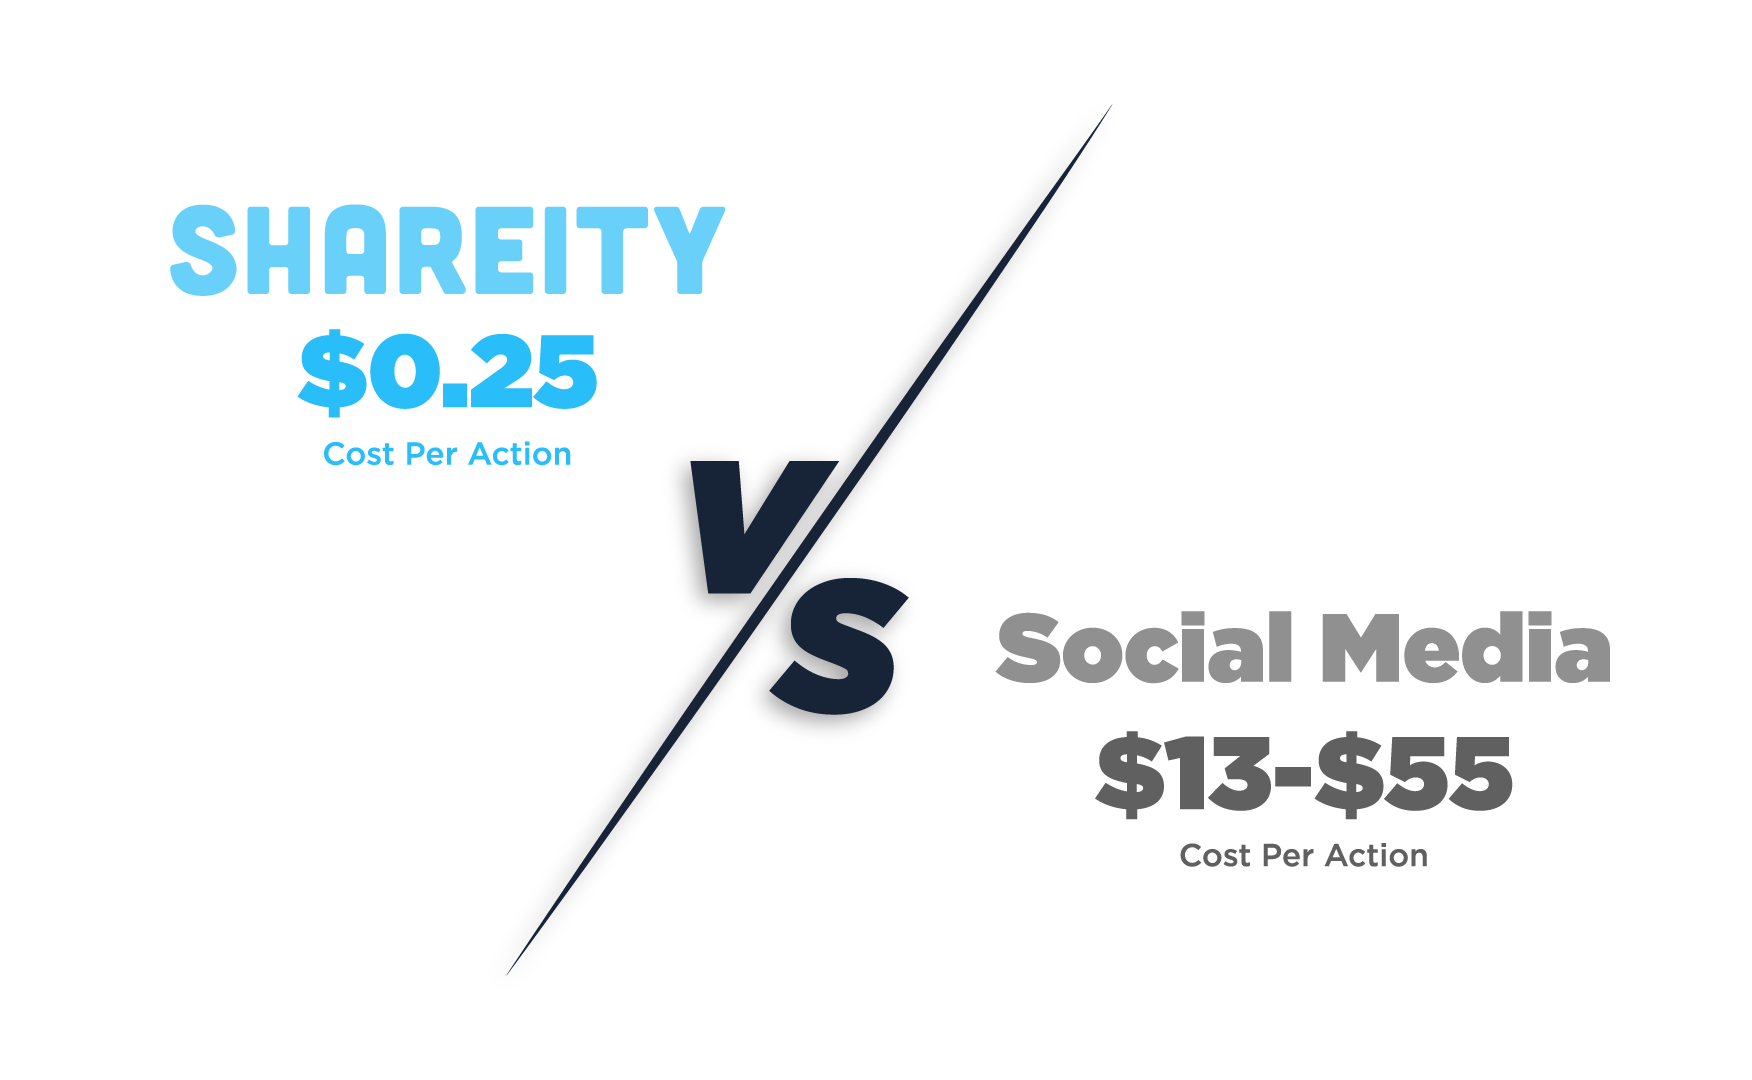 SHAREITY
$0.25
Cost Per Action
VS
Social Media
$13-$55
Cost Per Action